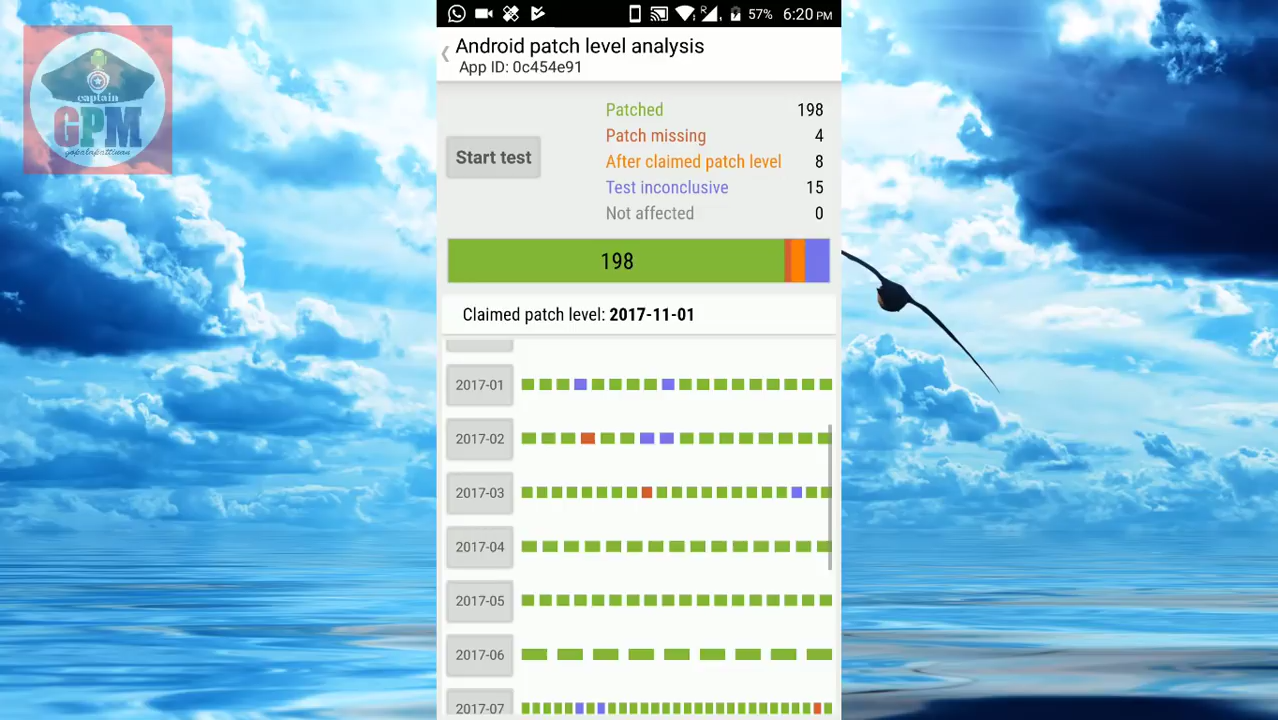 57% 6:20 PM
Android patch level analysis
App ID: 0c454e91
captain
GPM
Start test
Patched 198
Patch missing 4
After claimed patch level 8
Test inconclusive 15
Not affected 0
198
Claimed patch level: 2017-11-01
2017-01
2017-02
2017-03
2017-04
2017-05
2017-06
2017-07